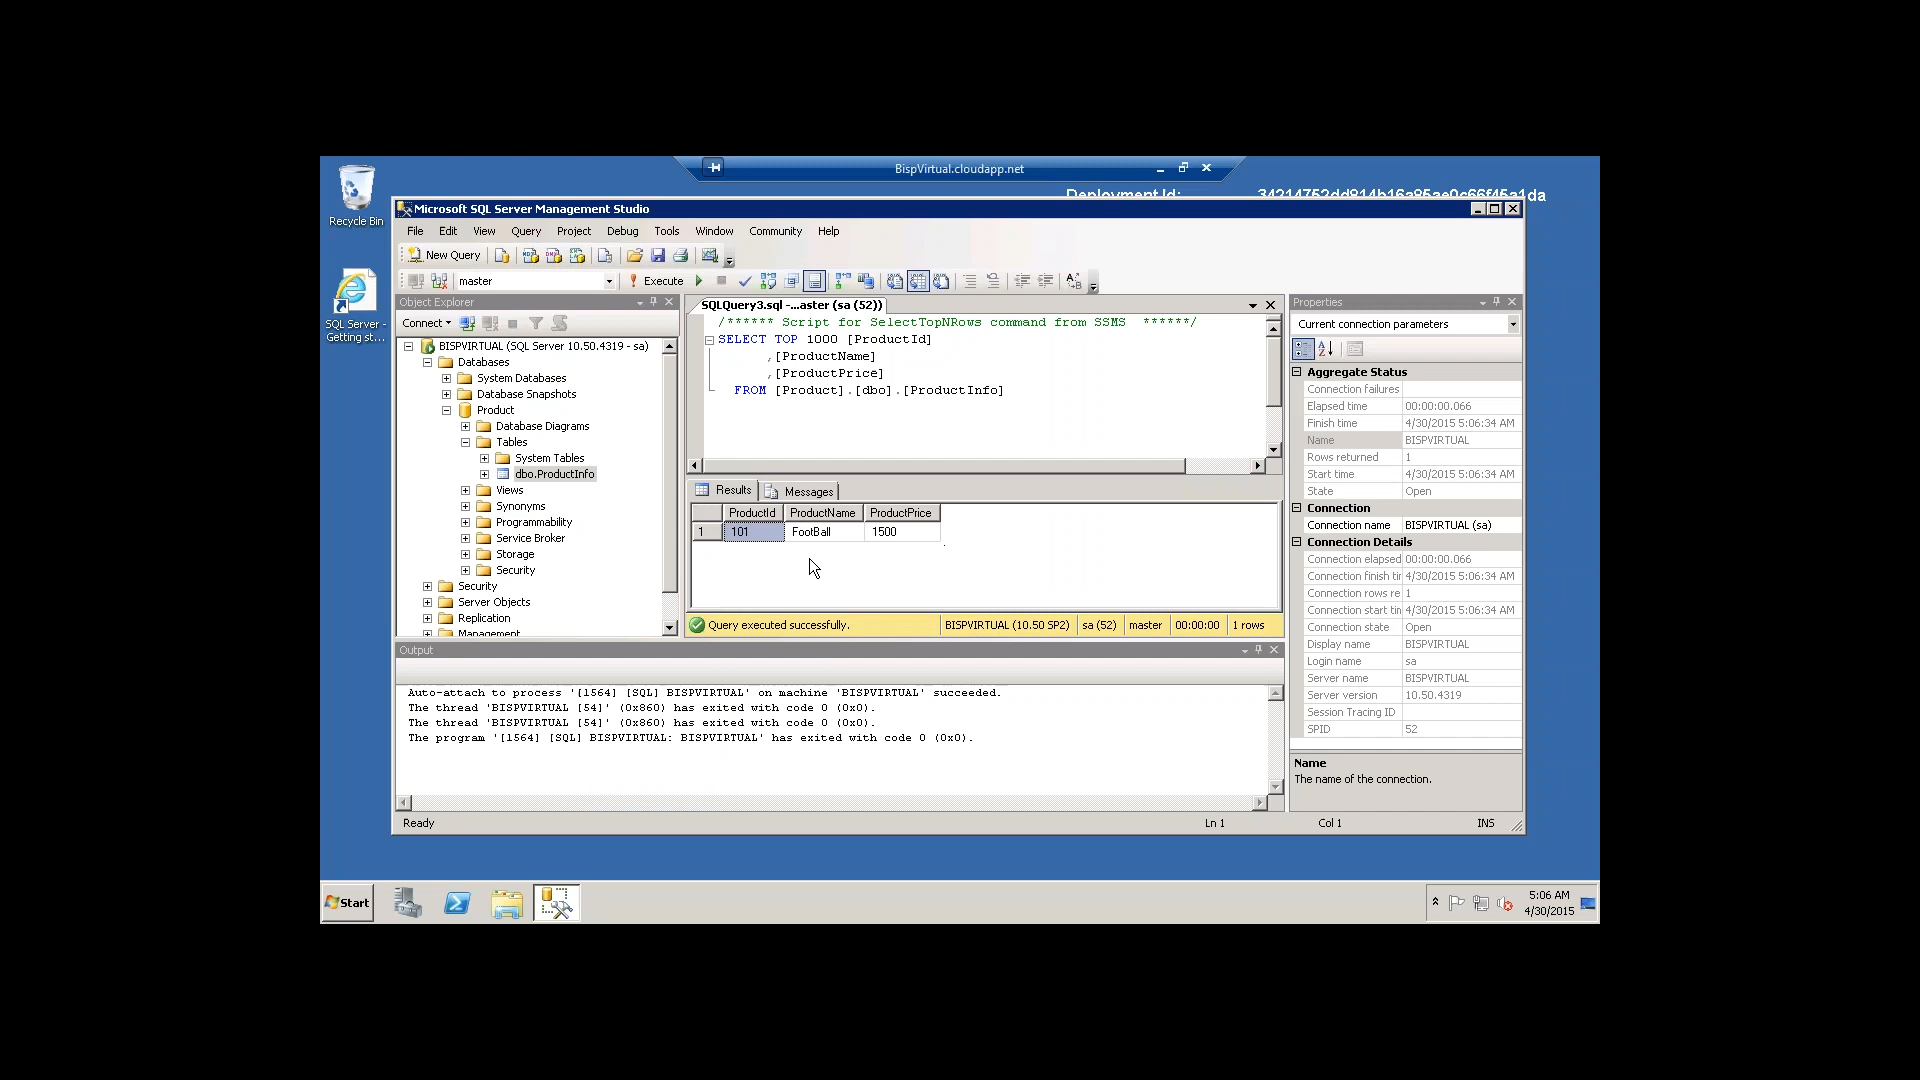 BispVirtual.cloudapp.net
Recycle Bin
Microsoft SQL Server Management Studio
File Edit View Query Project Debug Tools Window Community Help
New Query
master Execute
Object Explorer
Connect
BISPVIRTUAL (SQL Server 10.50.4319 - sa)
Databases
System Databases
Database Snapshots
Product
Database Diagrams
Tables
System Tables
dbo.ProductInfo
Views
Synonyms
Programmability
Service Broker
Storage
Security
Security
Server Objects
Replication
Management
SQL Server -
Getting st...
SQLQuery3.sql -...aster (sa (52))
/****** Script for SelectTopNRows command from SSMS ******/
SELECT TOP 1000 [ProductId]
,[ProductName]
,[ProductPrice]
FROM [Product].[dbo].[ProductInfo]
Results Messages
ProductId ProductName ProductPrice
1 101 FootBall 1500
Query executed successfully. BISPVIRTUAL (10.50 SP2) sa (52) master 00:00:00 1 rows
Properties
Current connection parameters
Aggregate Status
Connection failures
Elapsed time 00:00:00.066
Finish time 4/30/2015 5:06:34 AM
Name BISPVIRTUAL
Rows returned 1
Start time 4/30/2015 5:06:34 AM
State Open
Connection
Connection name BISPVIRTUAL (sa)
Connection Details
Connection elapsed 00:00:00.066
Connection finish tir 4/30/2015 5:06:34 AM
Connection rows re 1
Connection start tin 4/30/2015 5:06:34 AM
Connection state Open
Display name BISPVIRTUAL
Login name sa
Server name BISPVIRTUAL
Server version 10.50.4319
Session Tracing ID
SPID 52
Name
The name of the connection.
Output
Auto-attach to process '[1564] [SQL] BISPVIRTUAL' on machine 'BISPVIRTUAL' succeeded.
The thread 'BISPVIRTUAL [54]' (0x860) has exited with code 0 (0x0).
The thread 'BISPVIRTUAL [54]' (0x860) has exited with code 0 (0x0).
The program '[1564] [SQL] BISPVIRTUAL: BISPVIRTUAL' has exited with code 0 (0x0).
Ready Ln 1 Col 1 INS
Start
5:06 AM
4/30/2015